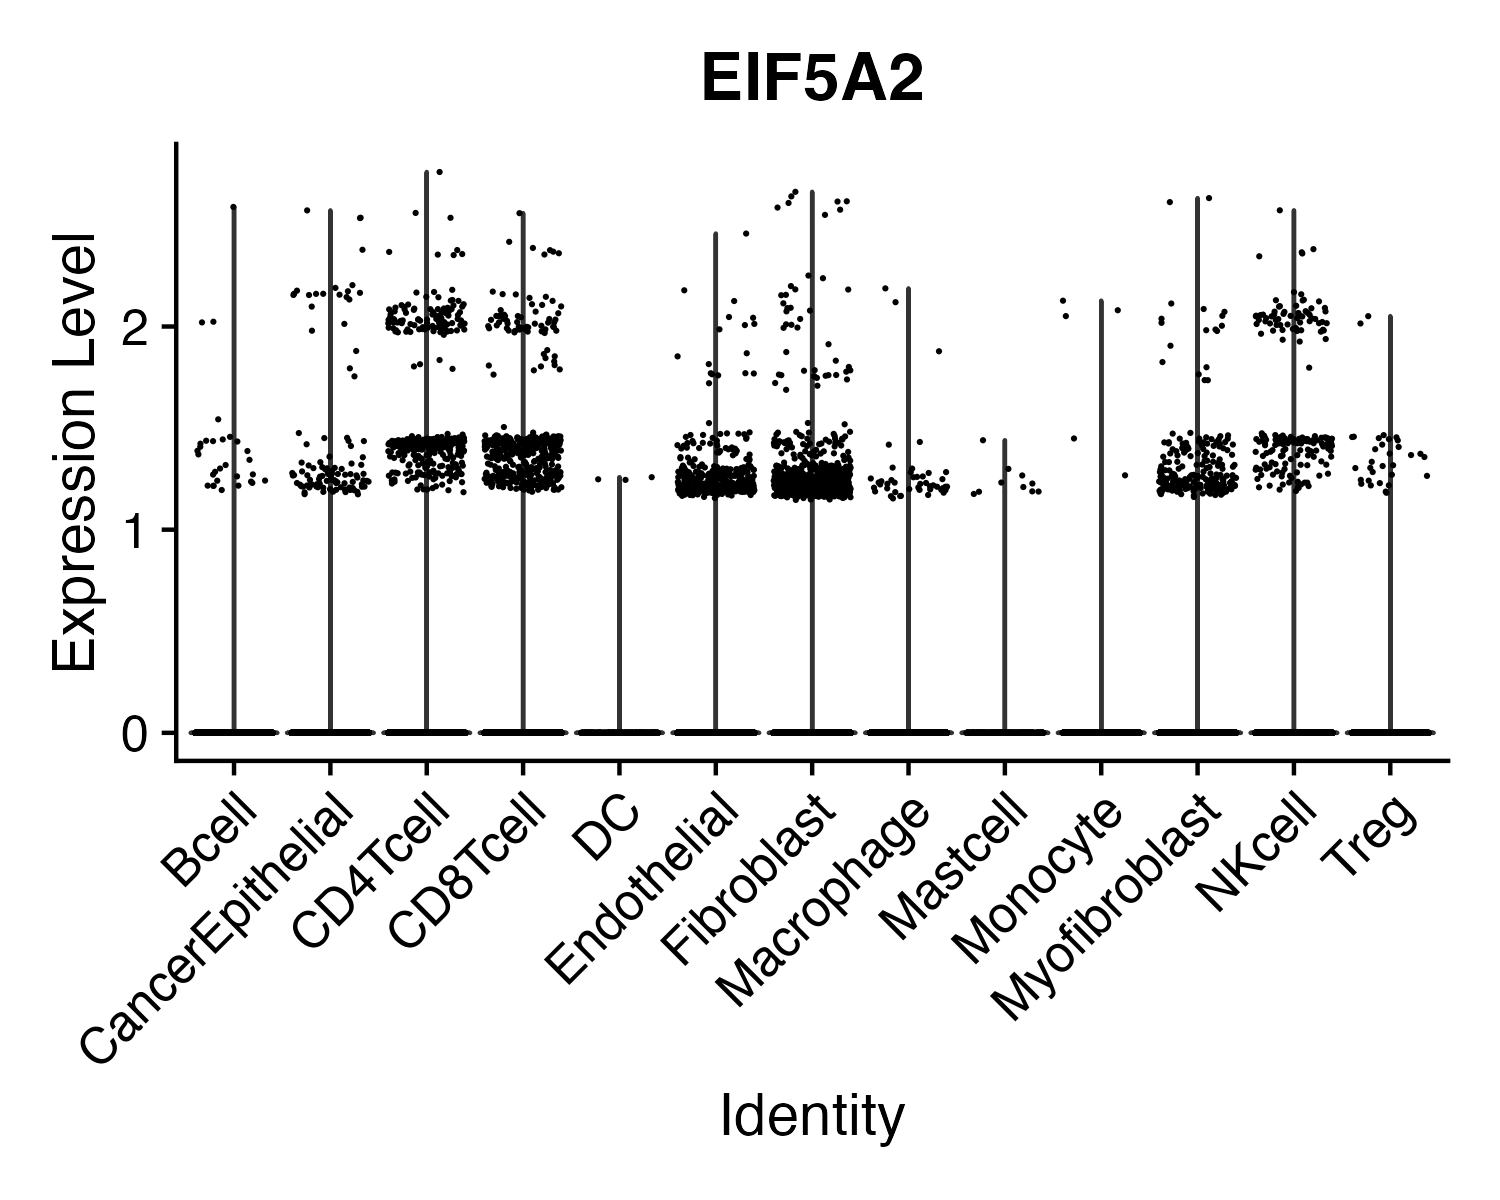 EIF5A2
Expression Level
2
1
0
Bcell
CancerEpithelial
CD4Tcell
CD8Tcell
DC
Endothelial
Fibroblast
Macrophage
Mastcell
Monocyte
Myofibroblast
NKcell
Treg
Identity